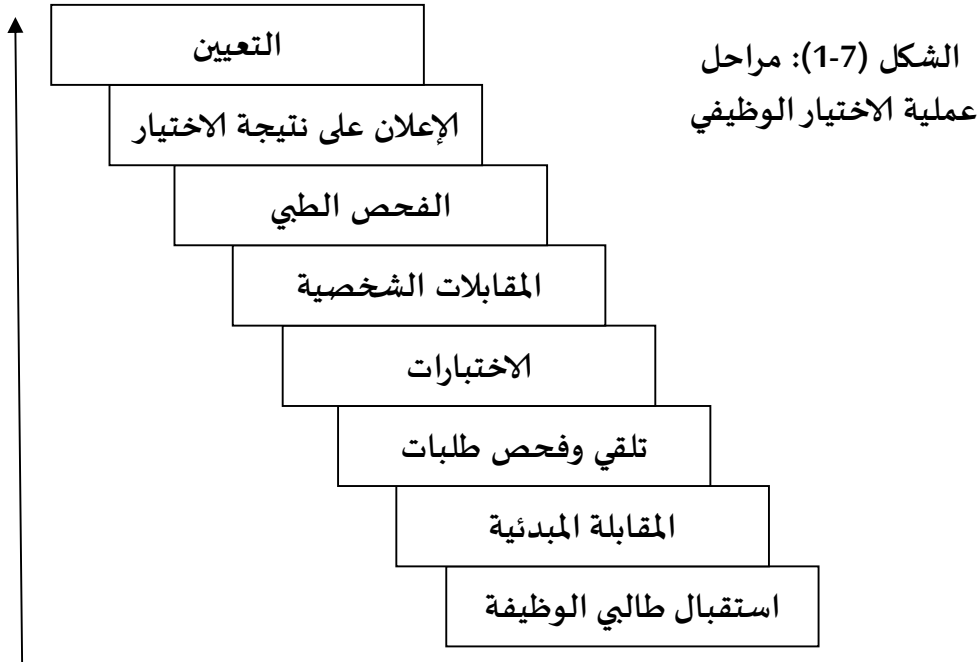 الشكل (7-1): مراحل
عملية الاختيار الوظيفي
التعيين
الإعلان على نتيجة الاختيار
الفحص الطبي
المقابلات الشخصية
الاختبارات
تلقي وفحص طلبات
المقابلة المبدئية
استقبال طالبي الوظيفة